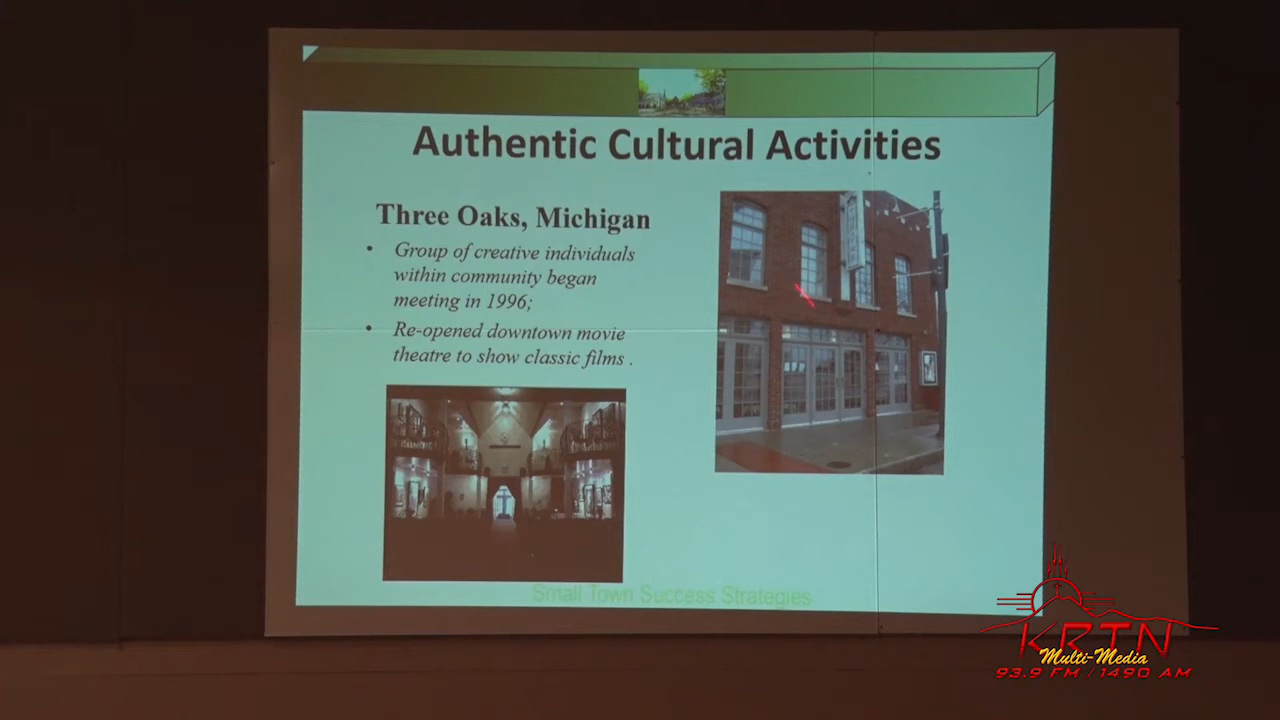 Authentic Cultural Activities
Three Oaks, Michigan
• Group of creative individuals
within community began
meeting in 1996;
• Re-opened downtown movie
theatre to show classic films .
Small Town Success Strategies
KRTN
Multi-Media
93.9 FM / 1490 AM